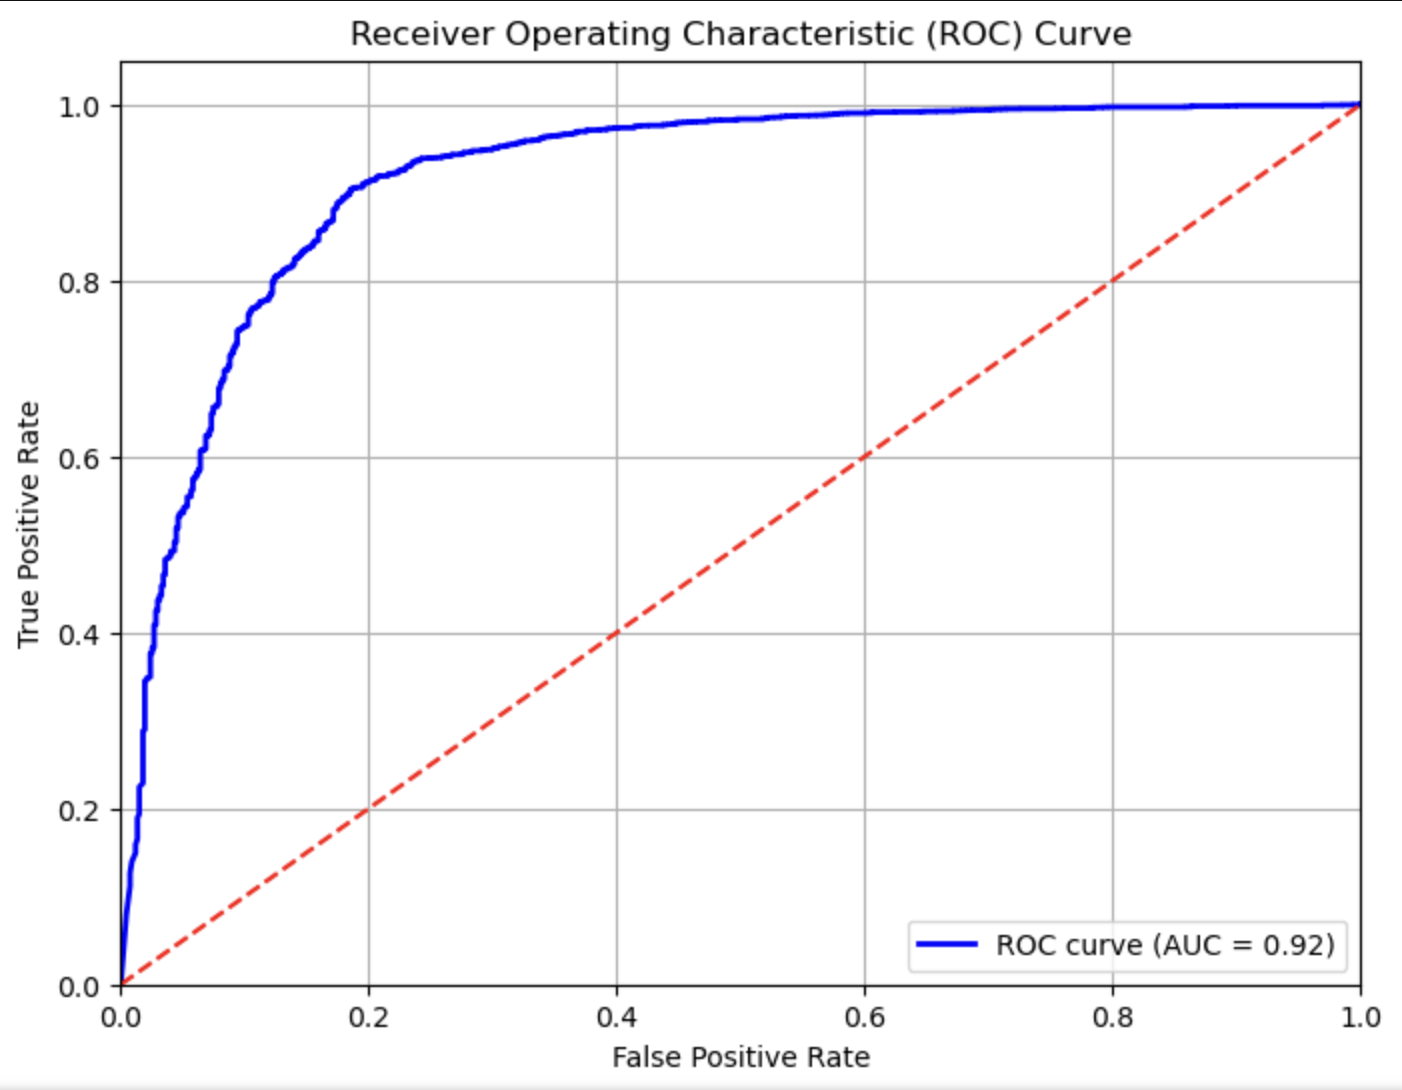 Receiver Operating Characteristic (ROC) Curve
1.0
0.8
0.6
0.4
0.2
0.0
True Positive Rate
ROC curve (AUC = 0.92)
0.0 0.2 0.4 0.6 0.8 1.0
False Positive Rate